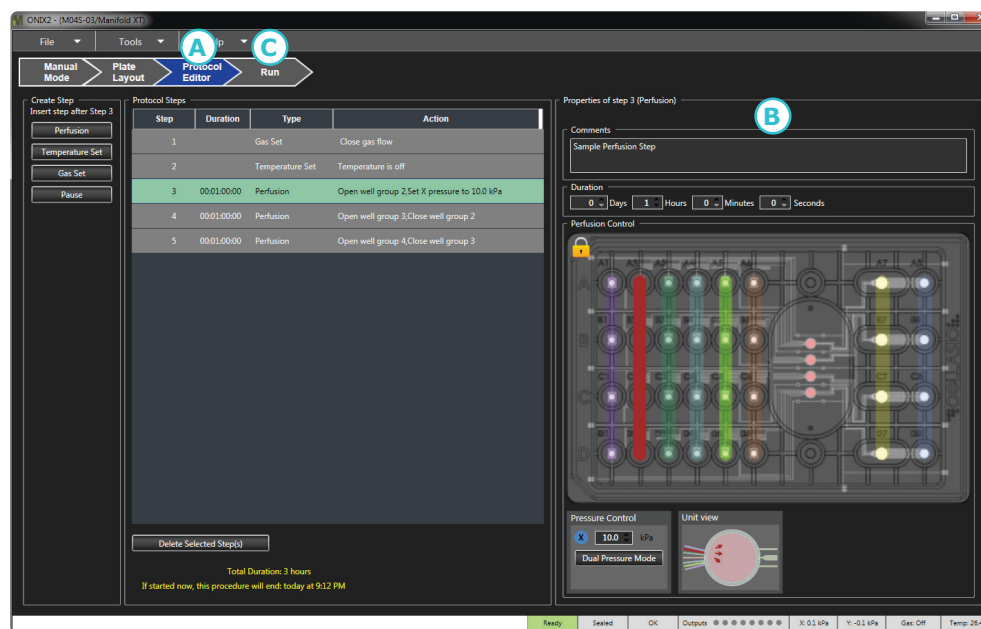 ONIX2 - (M04S-03/Manifold XT)
File Tools
A C
Manual Mode Plate Layout Protocol Editor Run
Create Step
Insert step after Step 3
Perfusion
Temperature Set
Gas Set
Pause
Protocol Steps
Step Duration Type Action
1 Gas Set Close gas flow
2 Temperature Set Temperature is off
3 00:01:00:00 Perfusion Open well group 2,Set X pressure to 10.0 kPa
4 00:01:00:00 Perfusion Open well group 3,Close well group 2
5 00:01:00:00 Perfusion Open well group 4,Close well group 3
Delete Selected Step(s)
Total Duration: 3 hours
If started now, this procedure will end: today at 9:12 PM
Properties of step 3 (Perfusion)
B
Comments
Sample Perfusion Step
Duration
0 Days 1 Hours 0 Minutes 0 Seconds
Perfusion Control
A1 A3 A4 A5 A6 A7 A8
A
B
C
D
Pressure Control
X 10.0 kPa
Dual Pressure Mode
Unit view
Ready Sealed OK Outputs X: 0.1 kPa Y: -0.1 kPa Gas: Off